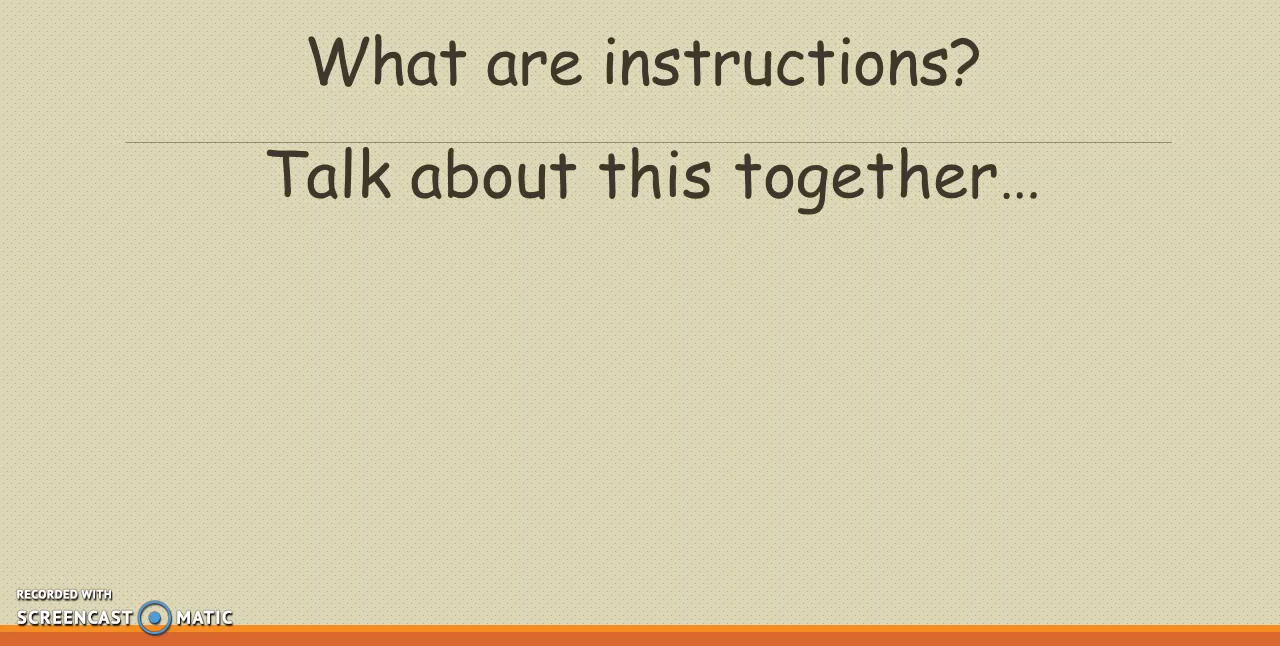 What are instructions?
Talk about this together...
RECORDED WITH
SCREENCAST MATIC